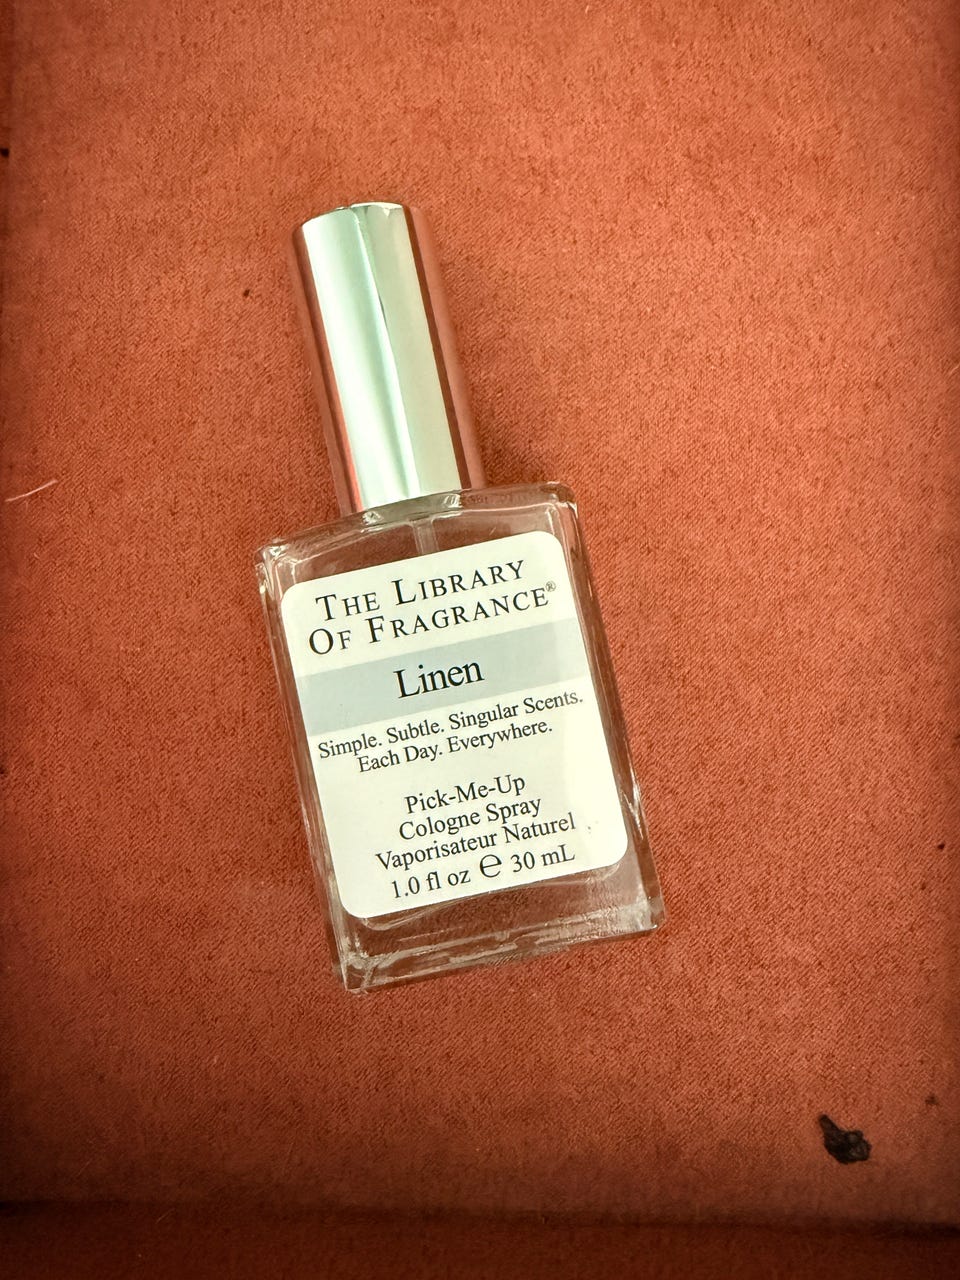 THE LIBRARY
OF FRAGRANCE®
Linen
Simple. Subtle. Singular Scents.
Each Day. Everywhere.
Pick-Me-Up
Cologne Spray
Vaporisateur Naturel
1.0 fl oz ℮ 30 mL